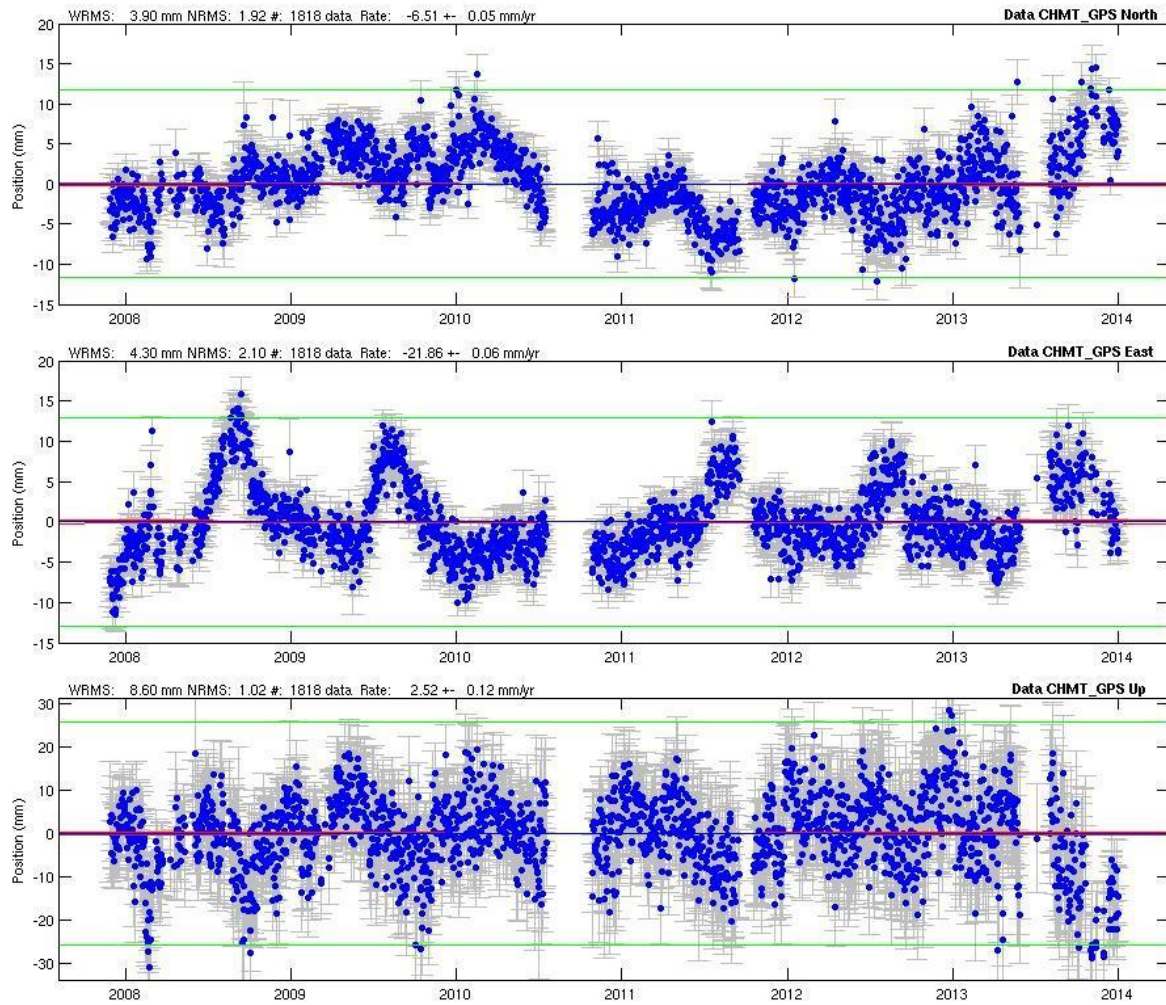 WRMS: 3.90 mm NRMS: 1.92 #: 1818 data Rate: -6.51 +- 0.05 mm/yr Data CHMT_GPS North
20
15
10
5
0
-5
-10
-15
Position (mm)
2008 2009 2010 2011 2012 2013 2014
WRMS: 4.30 mm NRMS: 2.10 #: 1818 data Rate: -21.86 +- 0.06 mm/yr Data CHMT_GPS East
20
15
10
5
0
-5
-10
-15
Position (mm)
2008 2009 2010 2011 2012 2013 2014
WRMS: 8.60 mm NRMS: 1.02 #: 1818 data Rate: 2.52 +- 0.12 mm/yr Data CHMT_GPS Up
30
20
10
0
-10
-20
-30
Position (mm)
2008 2009 2010 2011 2012 2013 2014